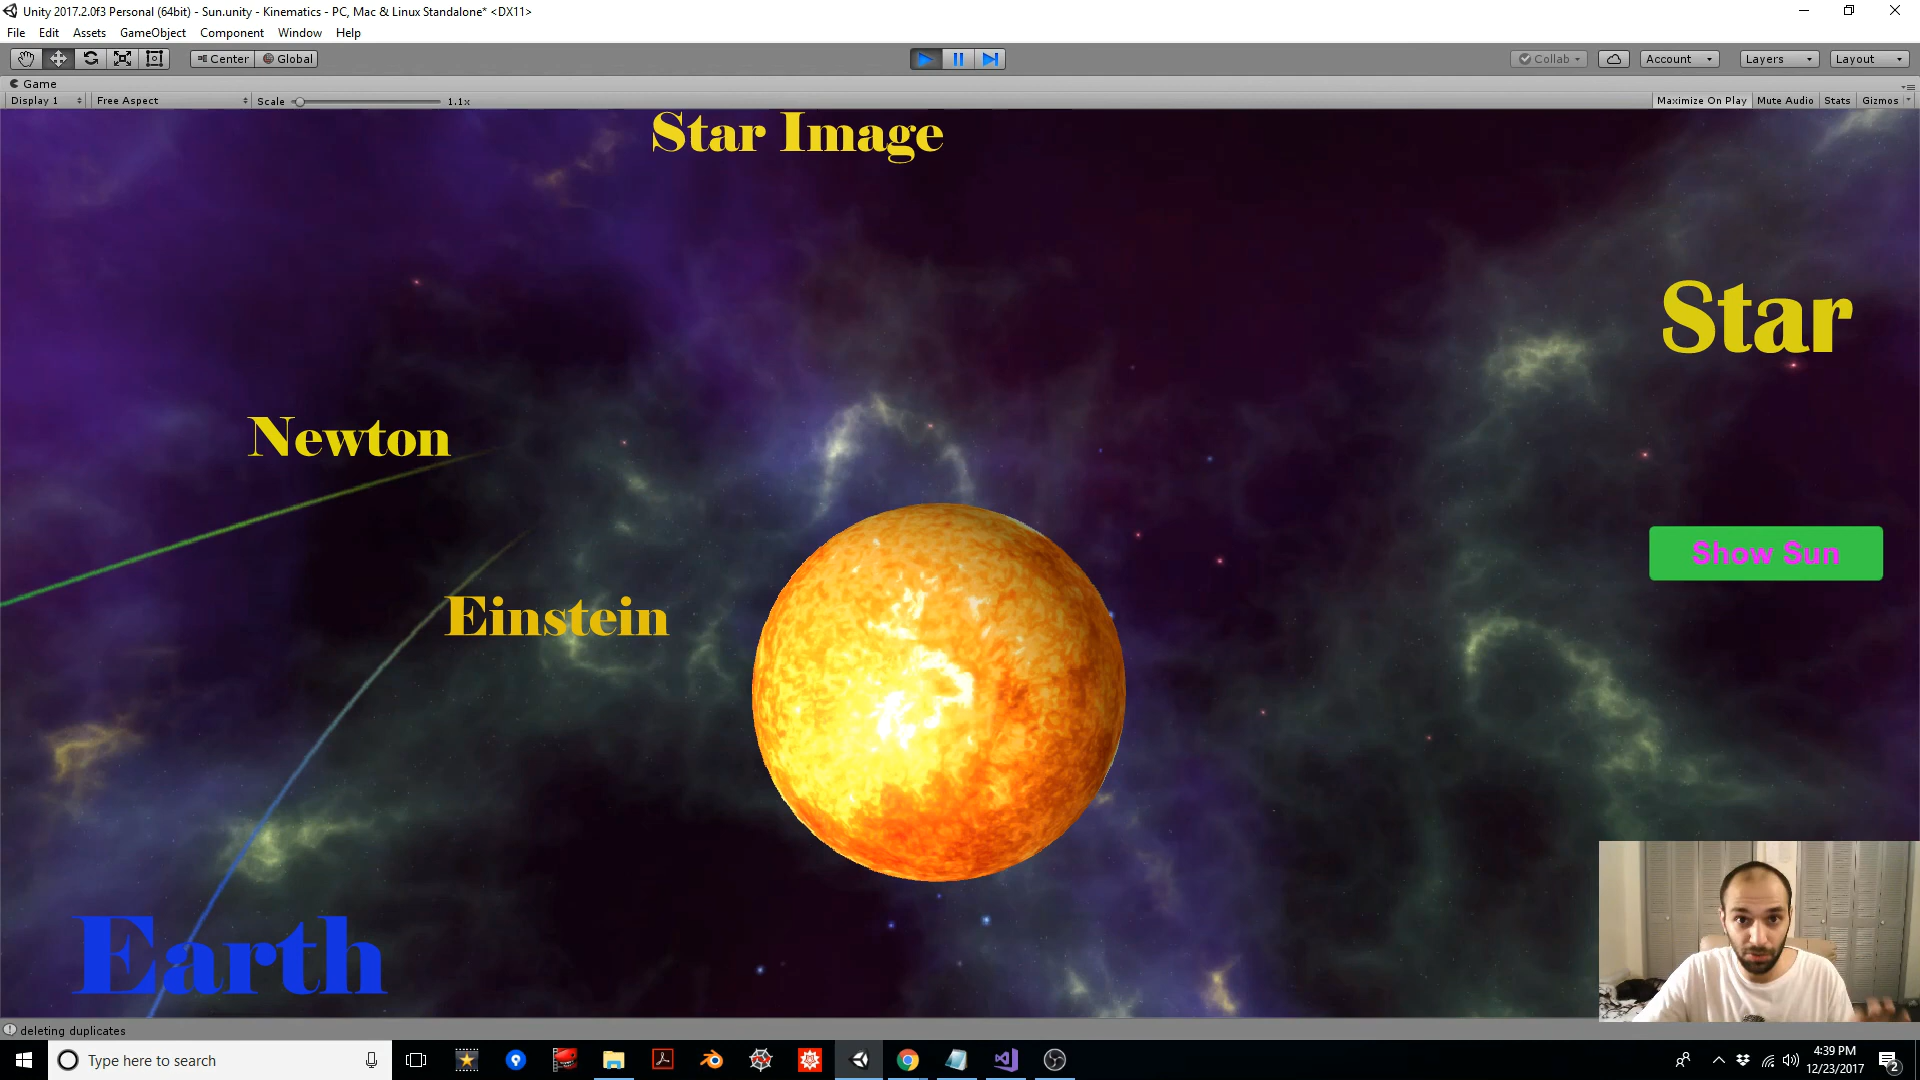 Unity 2017.2.0f3 Personal (64bit) - Sun.unity - Kinematics - PC, Mac & Linux Standalone* <DX11>
File Edit Assets GameObject Component Window Help
Center Global Collab Account Layers Layout
Game
Display 1 Free Aspect Scale 1.1x Maximize On Play Mute Audio Stats Gizmos
Star Image
Star
Newton
Show Sun
Einstein
Earth
deleting duplicates
Type here to search
4:39 PM
12/23/2017
2